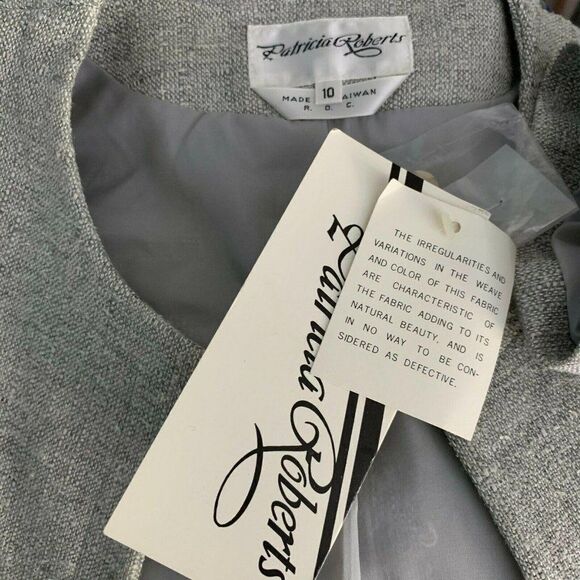 Patricia Roberts
10
MADE AIWAN
R. O. C.
THE IRREGULARITIES AND
VARIATIONS IN THE WEAVE
AND COLOR OF THIS FABRIC
ARE CHARACTERISTIC OF
THE FABRIC ADDING TO ITS
NATURAL BEAUTY. AND IS
IN NO WAY TO BE CON-
SIDERED AS DEFECTIVE.
Patricia Roberts